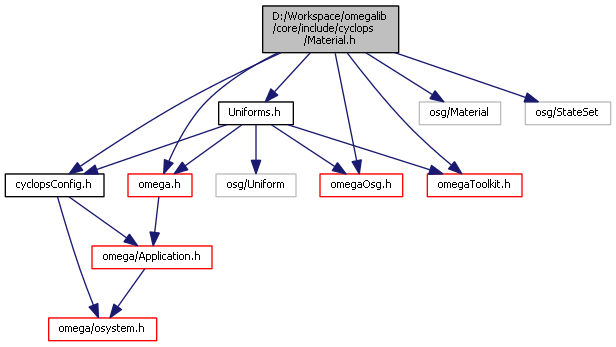 D:/Workspace/omegalib
/core/include/cyclops
/Material.h
Uniforms.h
osg/Material
osg/StateSet
cyclopsConfig.h
omega.h
osg/Uniform
omegaOsg.h
omegaToolkit.h
omega/Application.h
omega/osystem.h